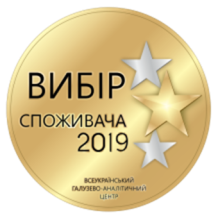 ВИБІР
СПОЖИВАЧА
2019
ВСЕУКРАЇНСЬКИЙ
ГАЛУЗЕВО-АНАЛІТИЧНИЙ
ЦЕНТР